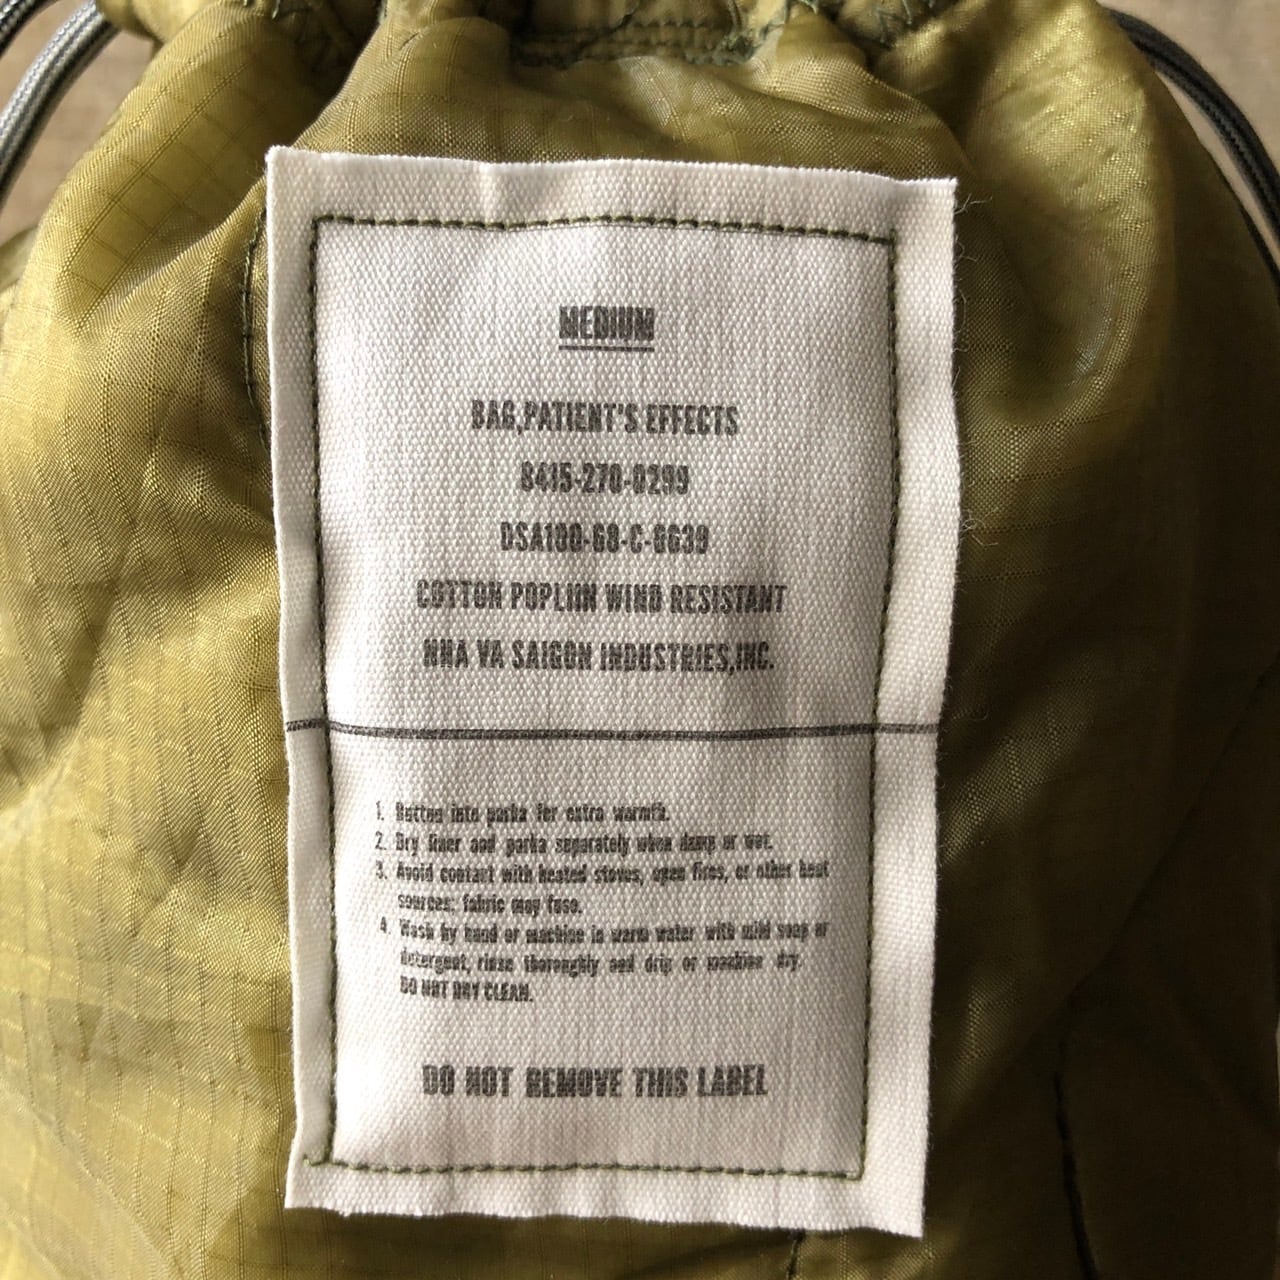 MEDIUM
BAG,PATIENT'S EFFECTS
8415-270-0299
DSA100-68-C-6639
COTTON POPLIIN WIND RESISTANT
NHA VA SAIGON INDUSTRIES,INC.
1. Button into parka for extra warmth.
2. Dry liner and parka separately when damp or wet.
3. Avoid contact with heated stoves, open fires, or other heat
sources; fabric may fuse.
4. Wash by hand or machine in warm water with mild soap or
detergent, rinse thoroughly and drip or machine dry.
DO NOT DRY CLEAN.
DO NOT REMOVE THIS LABEL